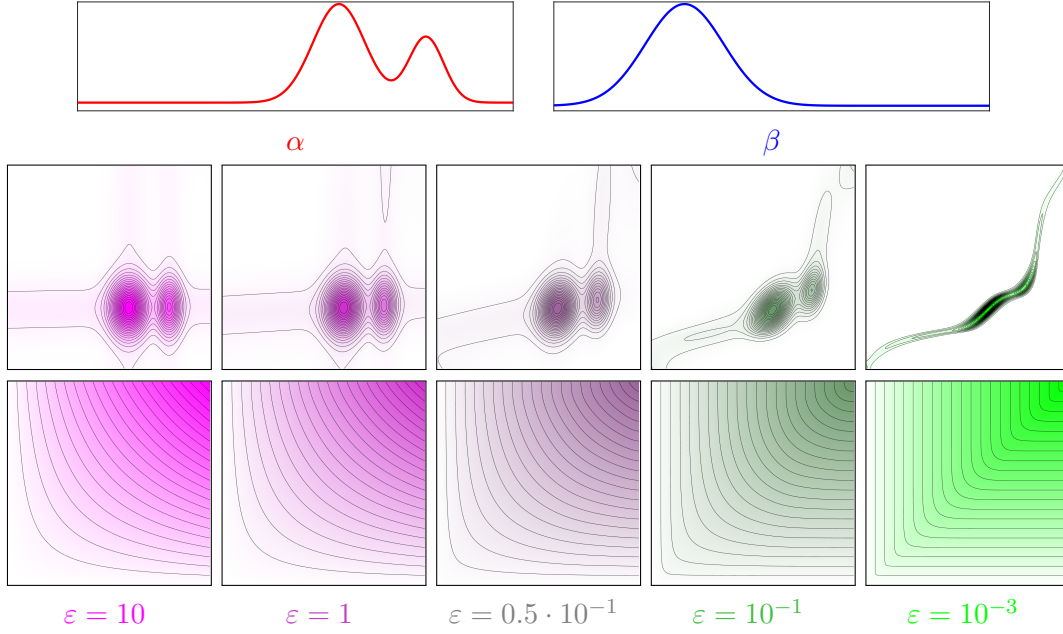 α
β
ε = 10
ε = 1
ε = 0.5 · 10⁻¹
ε = 10⁻¹
ε = 10⁻³